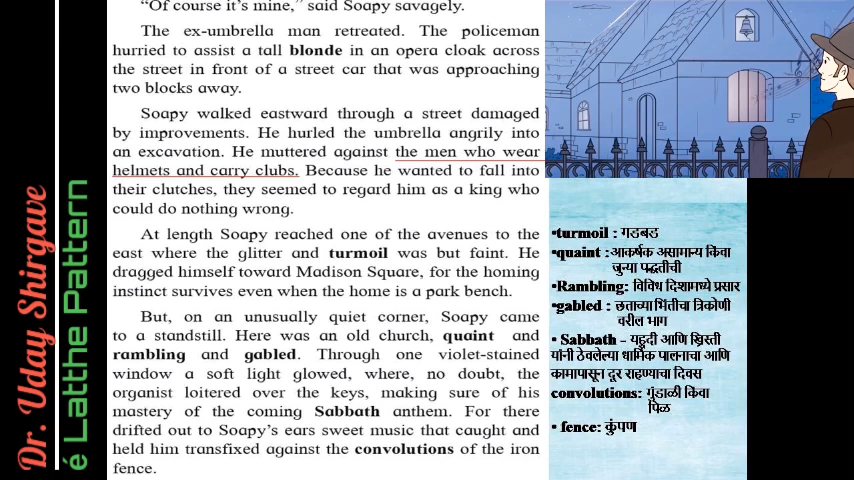 “Of course it’s mine,” said Soapy savagely.
The ex-umbrella man retreated. The policeman
hurried to assist a tall blonde in an opera cloak across
the street in front of a street car that was approaching
two blocks away.
Soapy walked eastward through a street damaged
by improvements. He hurled the umbrella angrily into
an excavation. He muttered against the men who wear
helmets and carry clubs. Because he wanted to fall into
their clutches, they seemed to regard him as a king who
could do nothing wrong.
At length Soapy reached one of the avenues to the
east where the glitter and turmoil was but faint. He
dragged himself toward Madison Square, for the homing
instinct survives even when the home is a park bench.
But, on an unusually quiet corner, Soapy came
to a standstill. Here was an old church, quaint and
rambling and gabled. Through one violet-stained
window a soft light glowed, where, no doubt, the
organist loitered over the keys, making sure of his
mastery of the coming Sabbath anthem. For there
drifted out to Soapy’s ears sweet music that caught and
held him transfixed against the convolutions of the iron
fence.
•turmoil : गडबड
•quaint : आकर्षक असामान्य किंवा
जुन्या पद्धतीची
•Rambling: विविध दिशामध्ये प्रसार
•gabled : छताच्या भिंतीचा त्रिकोणी
वरील भाग
• Sabbath – यहूदी आणि ख्रिस्ती
यांनी ठेवलेल्या धार्मिक पालनाचा आणि
कामापासून दूर राहण्याचा दिवस
convolutions: गुंडाळी किंवा
पिळ
• fence: कुंपण
Dr. Uday Shirgave
é Latthe Pattern